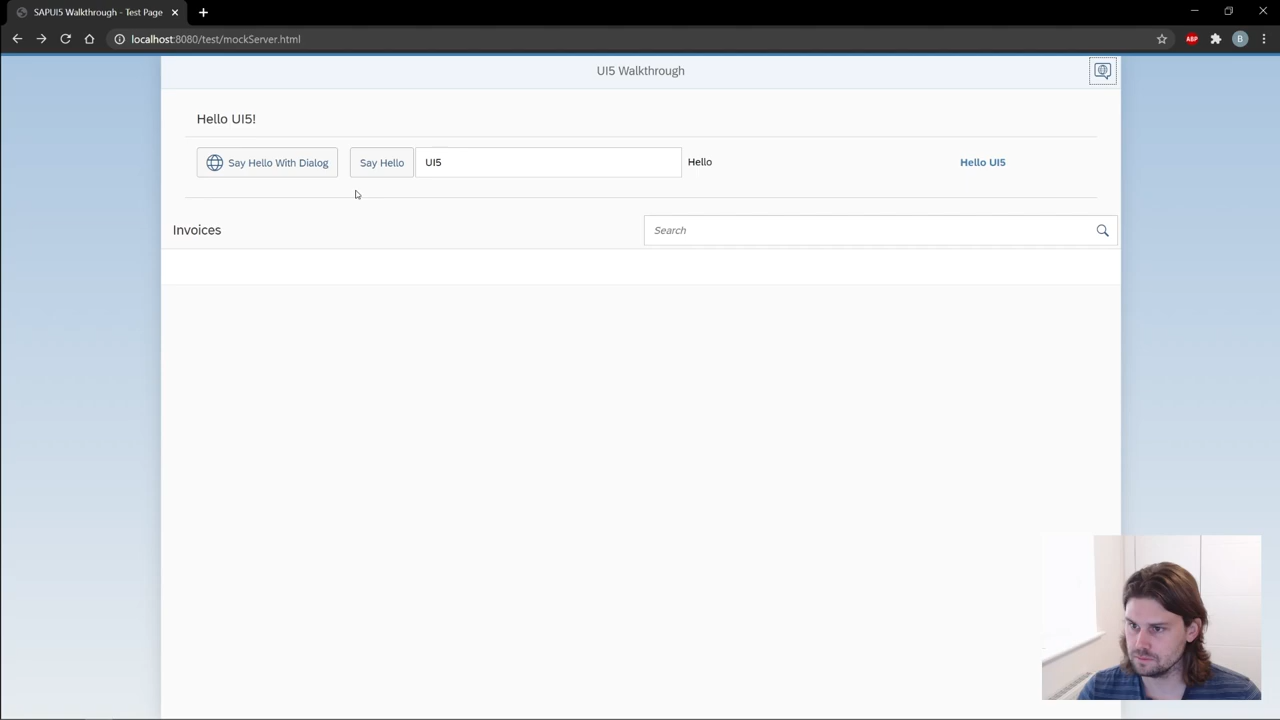 SAPUI5 Walkthrough - Test Page
localhost:8080/test/mockServer.html
ABP
B
UI5 Walkthrough
Hello UI5!
Say Hello With Dialog
Say Hello
UI5
Hello
Hello UI5
Invoices
Search